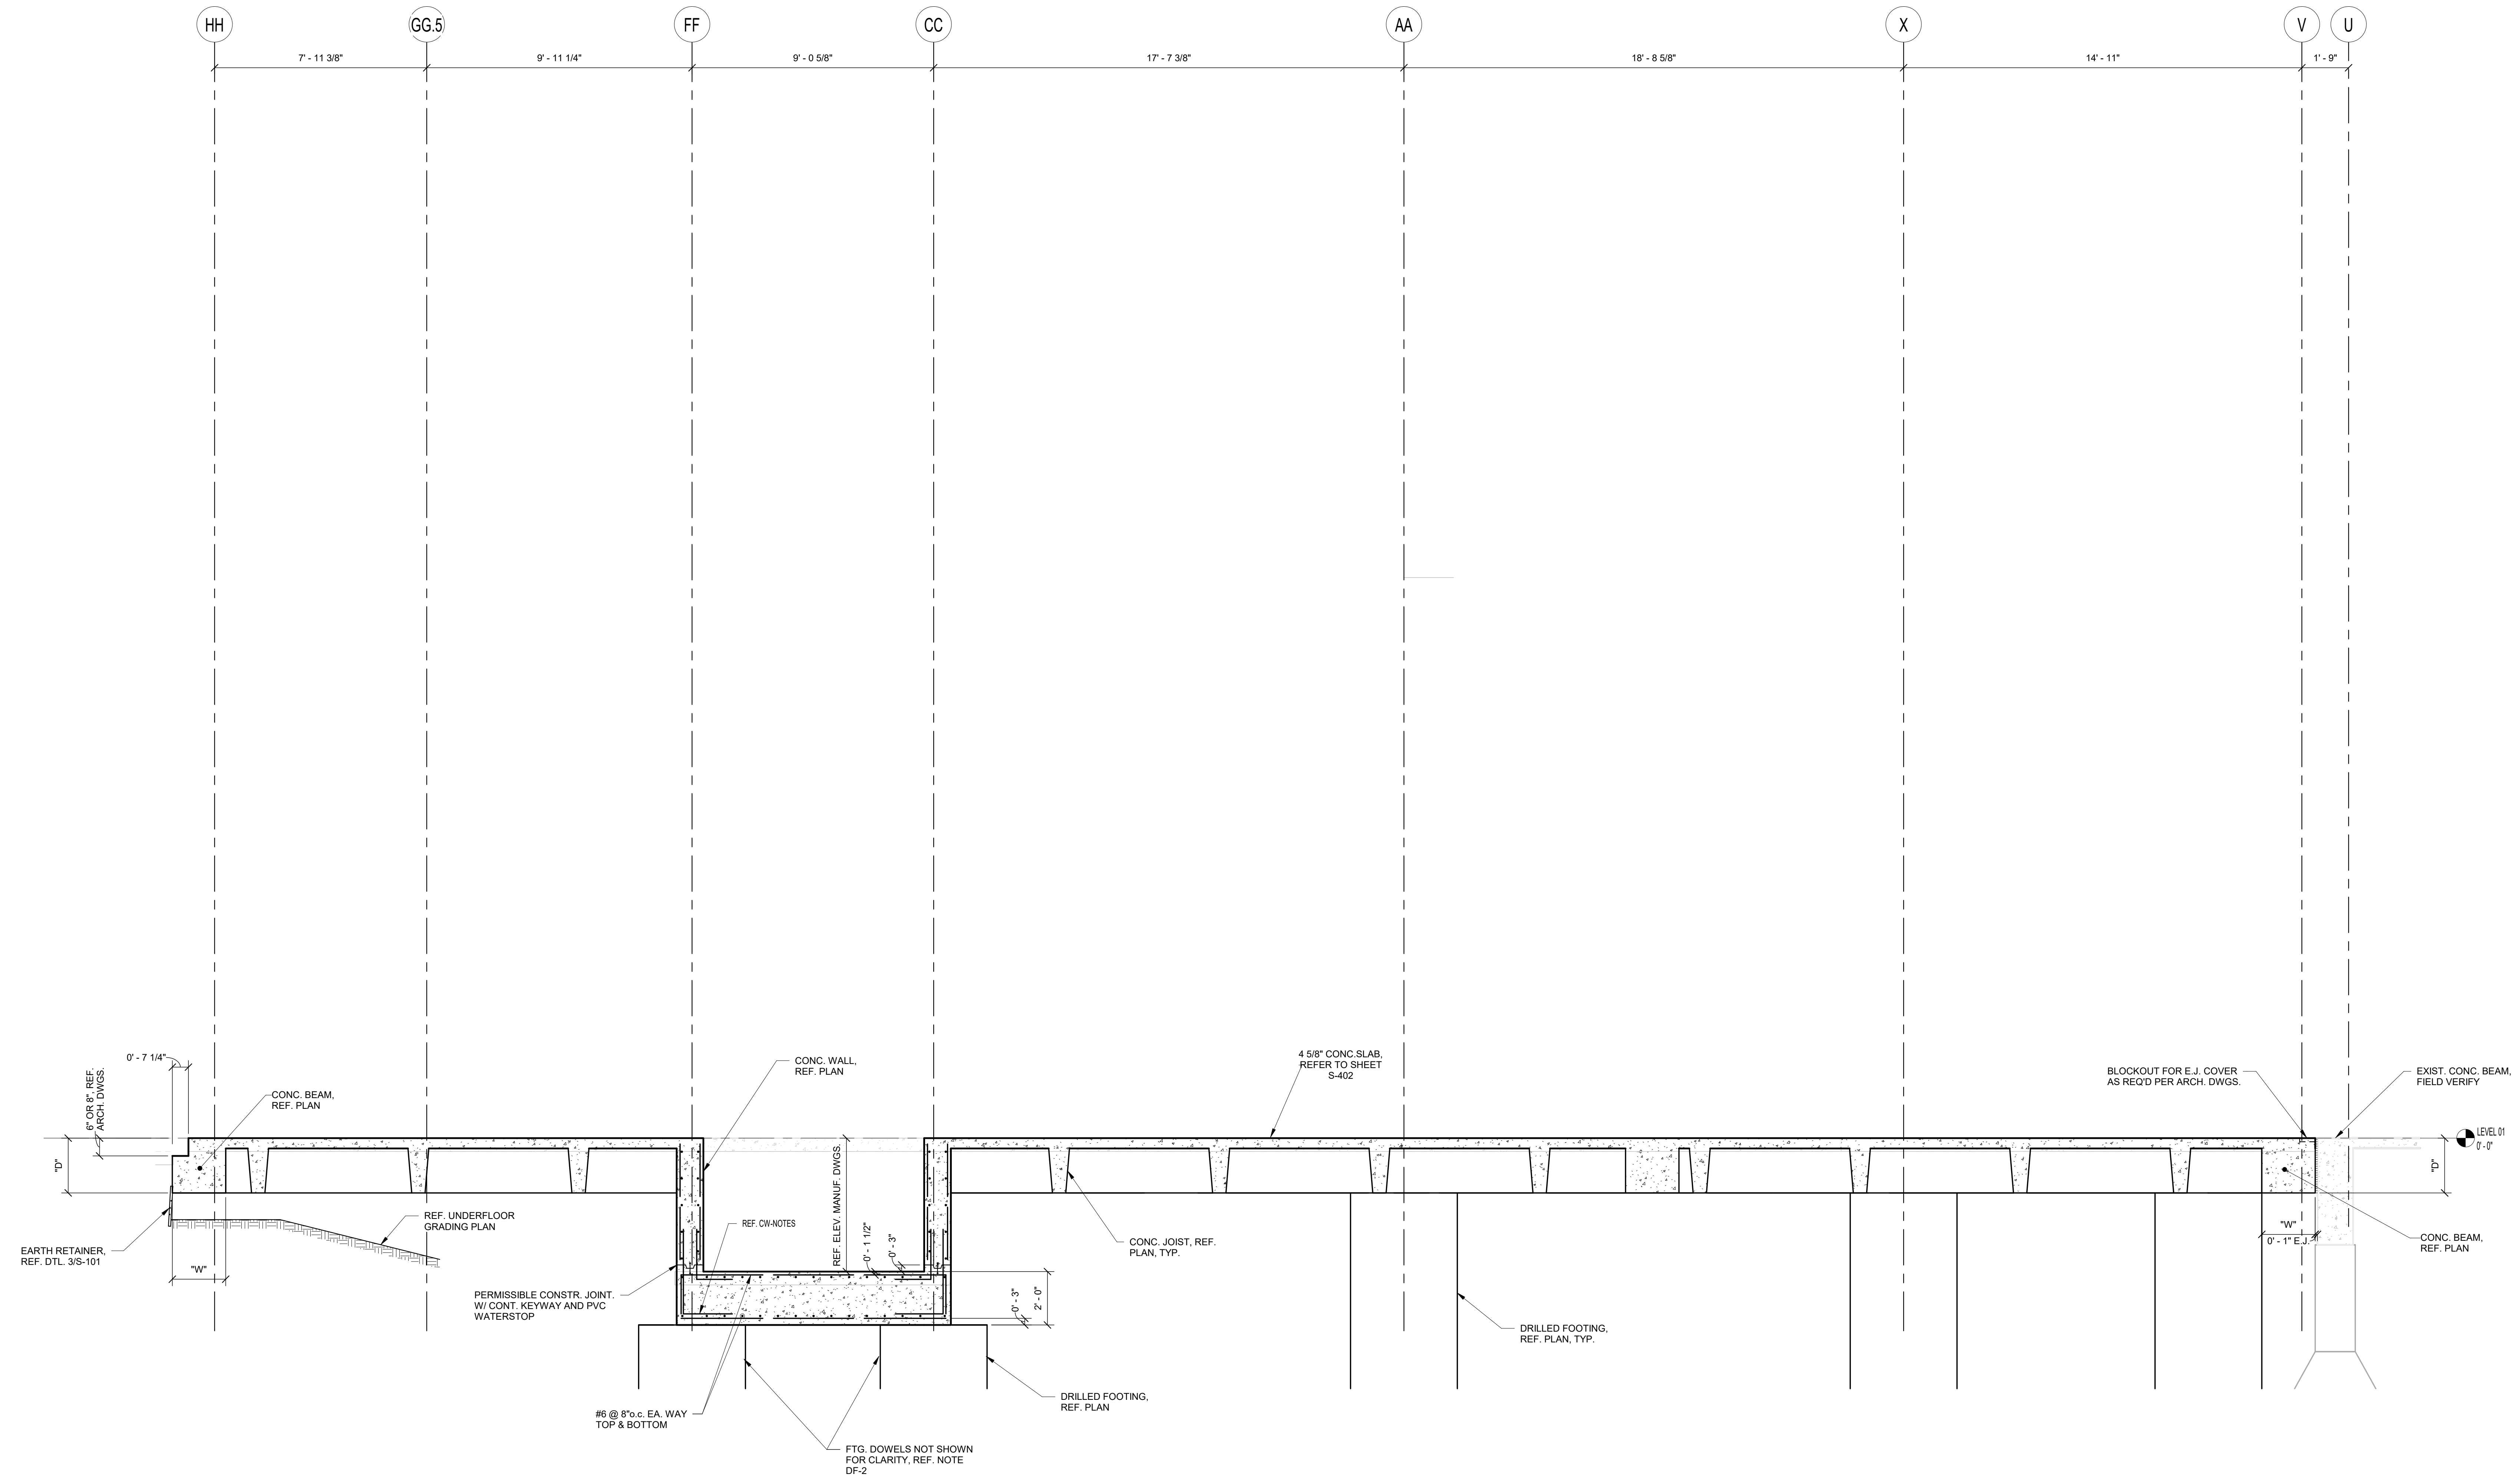 HH
GG.5
FF
CC
AA
X
V
U
7' - 11 3/8"
9' - 11 1/4"
9' - 0 5/8"
17' - 7 3/8"
18' - 8 5/8"
14' - 11"
1' - 9"
0' - 7 1/4"
6" OR 8", REF.
ARCH. DWGS.
"D"
CONC. BEAM,
REF. PLAN
CONC. WALL,
REF. PLAN
4 5/8" CONC.SLAB,
REFER TO SHEET
S-402
BLOCKOUT FOR E.J. COVER
AS REQ'D PER ARCH. DWGS.
EXIST. CONC. BEAM,
FIELD VERIFY
LEVEL 01
0' - 0"
"D"
REF. UNDERFLOOR
GRADING PLAN
EARTH RETAINER,
REF. DTL. 3/S-101
"W"
REF. CW-NOTES
REF. ELEV. MANUF. DWGS.
0' - 1 1/2"
0' - 3"
CONC. JOIST, REF.
PLAN, TYP.
"W"
0' - 1" E.J.
CONC. BEAM,
REF. PLAN
PERMISSIBLE CONSTR. JOINT.
W/ CONT. KEYWAY AND PVC
WATERSTOP
0' - 3"
2' - 0"
DRILLED FOOTING,
REF. PLAN, TYP.
DRILLED FOOTING,
REF. PLAN
#6 @ 8"o.c. EA. WAY
TOP & BOTTOM
FTG. DOWELS NOT SHOWN
FOR CLARITY, REF. NOTE
DF-2